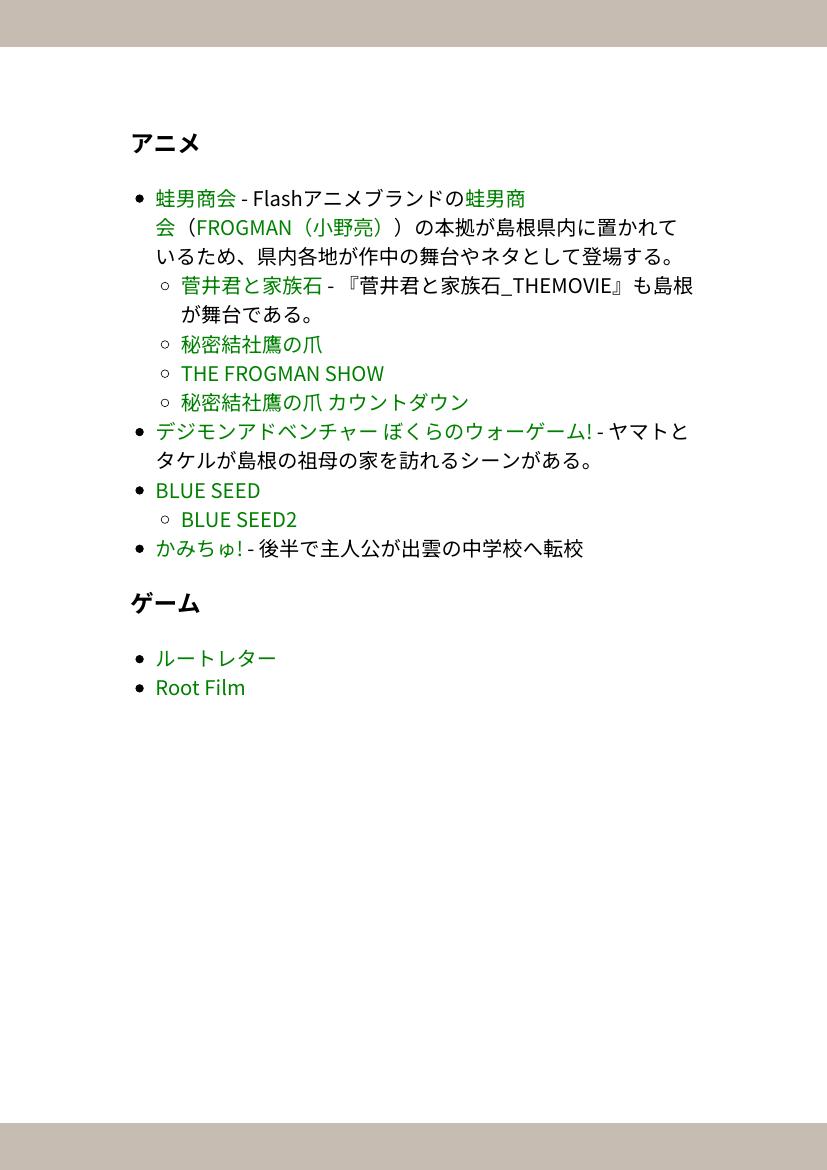 アニメ
蛙男商会 - Flashアニメブランドの蛙男商
会（FROGMAN（小野亮））の本拠が島根県内に置かれて
いるため、県内各地が作中の舞台やネタとして登場する。
菅井君と家族石 - 『菅井君と家族石_THEMOVIE』も島根
が舞台である。
秘密結社鷹の爪
THE FROGMAN SHOW
秘密結社鷹の爪 カウントダウン
デジモンアドベンチャー ぼくらのウォーゲーム! - ヤマトと
タケルが島根の祖母の家を訪れるシーンがある。
BLUE SEED
BLUE SEED2
かみちゅ! - 後半で主人公が出雲の中学校へ転校
ゲーム
ルートレター
Root Film